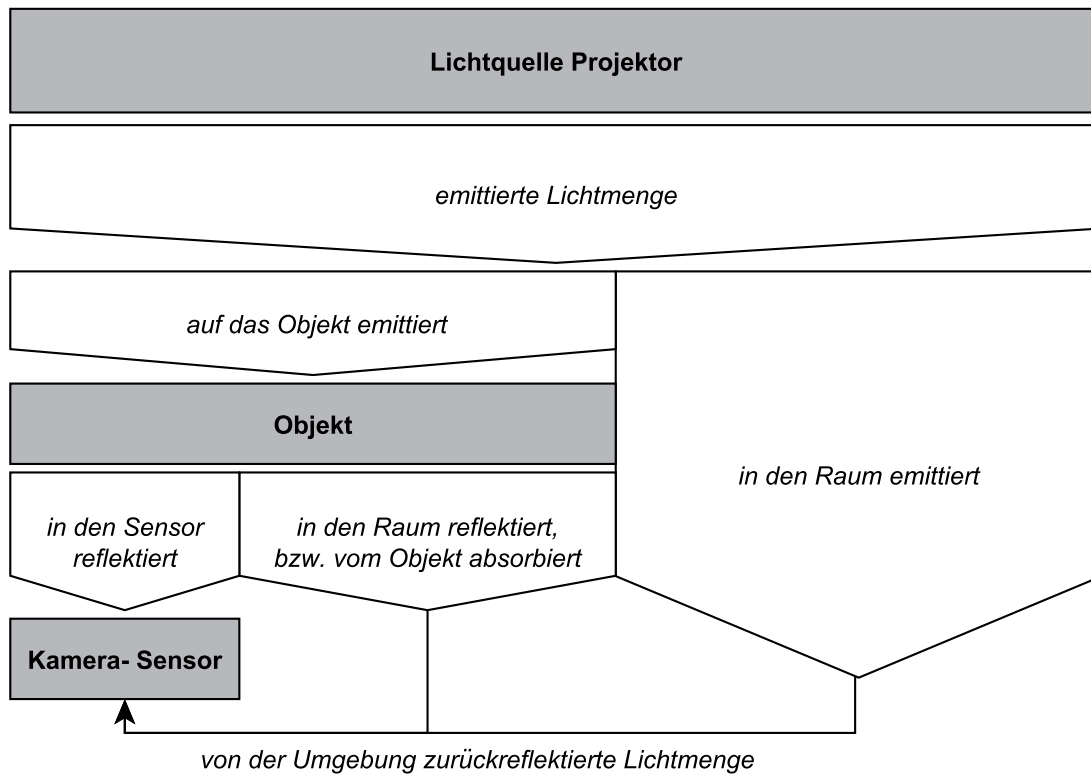 Lichtquelle Projektor
emittierte Lichtmenge
auf das Objekt emittiert
Objekt
in den Raum emittiert
in den Sensor
reflektiert
in den Raum reflektiert,
bzw. vom Objekt absorbiert
Kamera- Sensor
von der Umgebung zurückreflektierte Lichtmenge